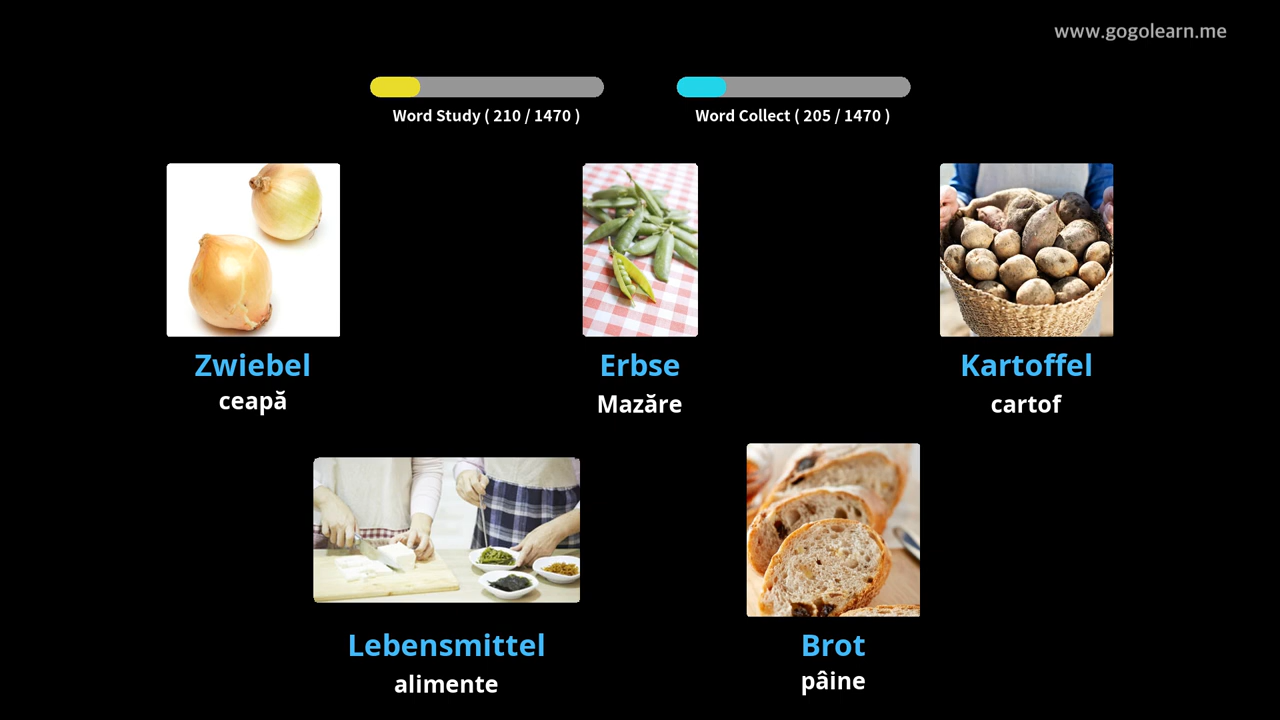 www.gogolearn.me
Word Study ( 210 / 1470 )
Word Collect ( 205 / 1470 )
Zwiebel
ceapă
Erbse
Mazăre
Kartoffel
cartof
Lebensmittel
alimente
Brot
pâine